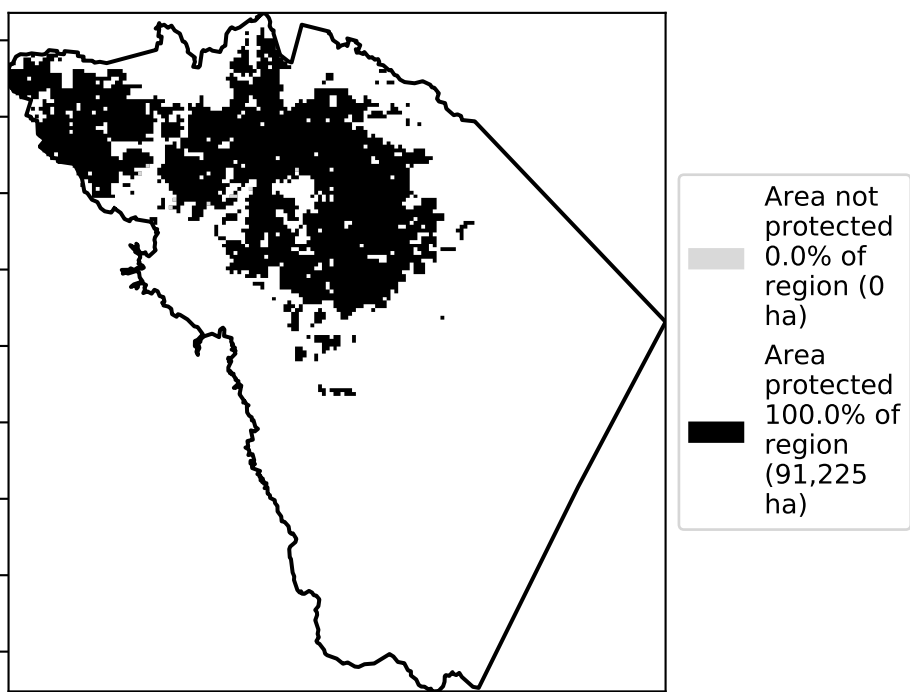 Area not
protected
0.0% of
region (0
ha)
Area
protected
100.0% of
region
(91,225
ha)